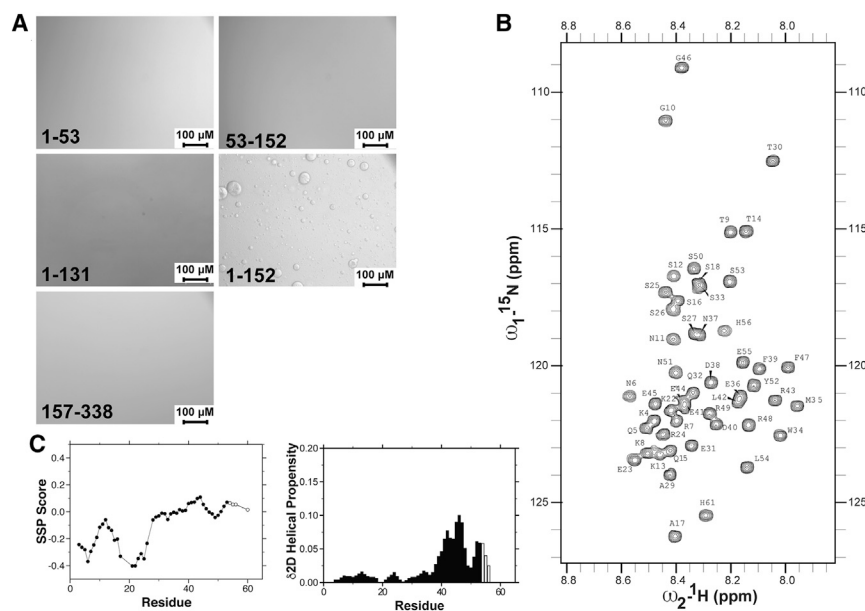 A
1-53
100 µM
53-152
100 µM
1-131
100 µM
1-152
100 µM
157-338
100 µM
B
8.8
8.6
8.4
8.2
8.0
G46
G10
T30
T9
T14
S12
S50
S18
S53
S25
S16
S33
S26
S27
N37
H56
N11
E55
F39
F47
N51
Q32
D38
N6
E45
E44
K22
E36
Y52
L42
R43
M35
K4
E41
R49
Q5
R7
D40
R48
W34
R24
K8
E31
E23
K13
Q15
L54
A29
H61
A17
110
115
120
125
110
115
120
125
ω1-15N (ppm)
8.8
8.6
8.4
8.2
8.0
ω2-1H (ppm)
C
SSP Score
0.4
0.2
0.0
-0.2
-0.4
0
20
40
60
Residue
δ2D Helical Propensity
0.20
0.15
0.10
0.05
0.00
0
20
40
60
Residue